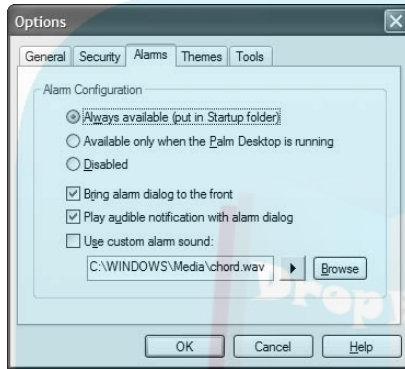 Options
General Security Alarms Themes Tools
Alarm Configuration
Always available (put in Startup folder)
Available only when the Palm Desktop is running
Disabled
Bring alarm dialog to the front
Play audible notification with alarm dialog
Use custom alarm sound:
C:\WINDOWS\Media\chord.wav Browse
OK Cancel Help